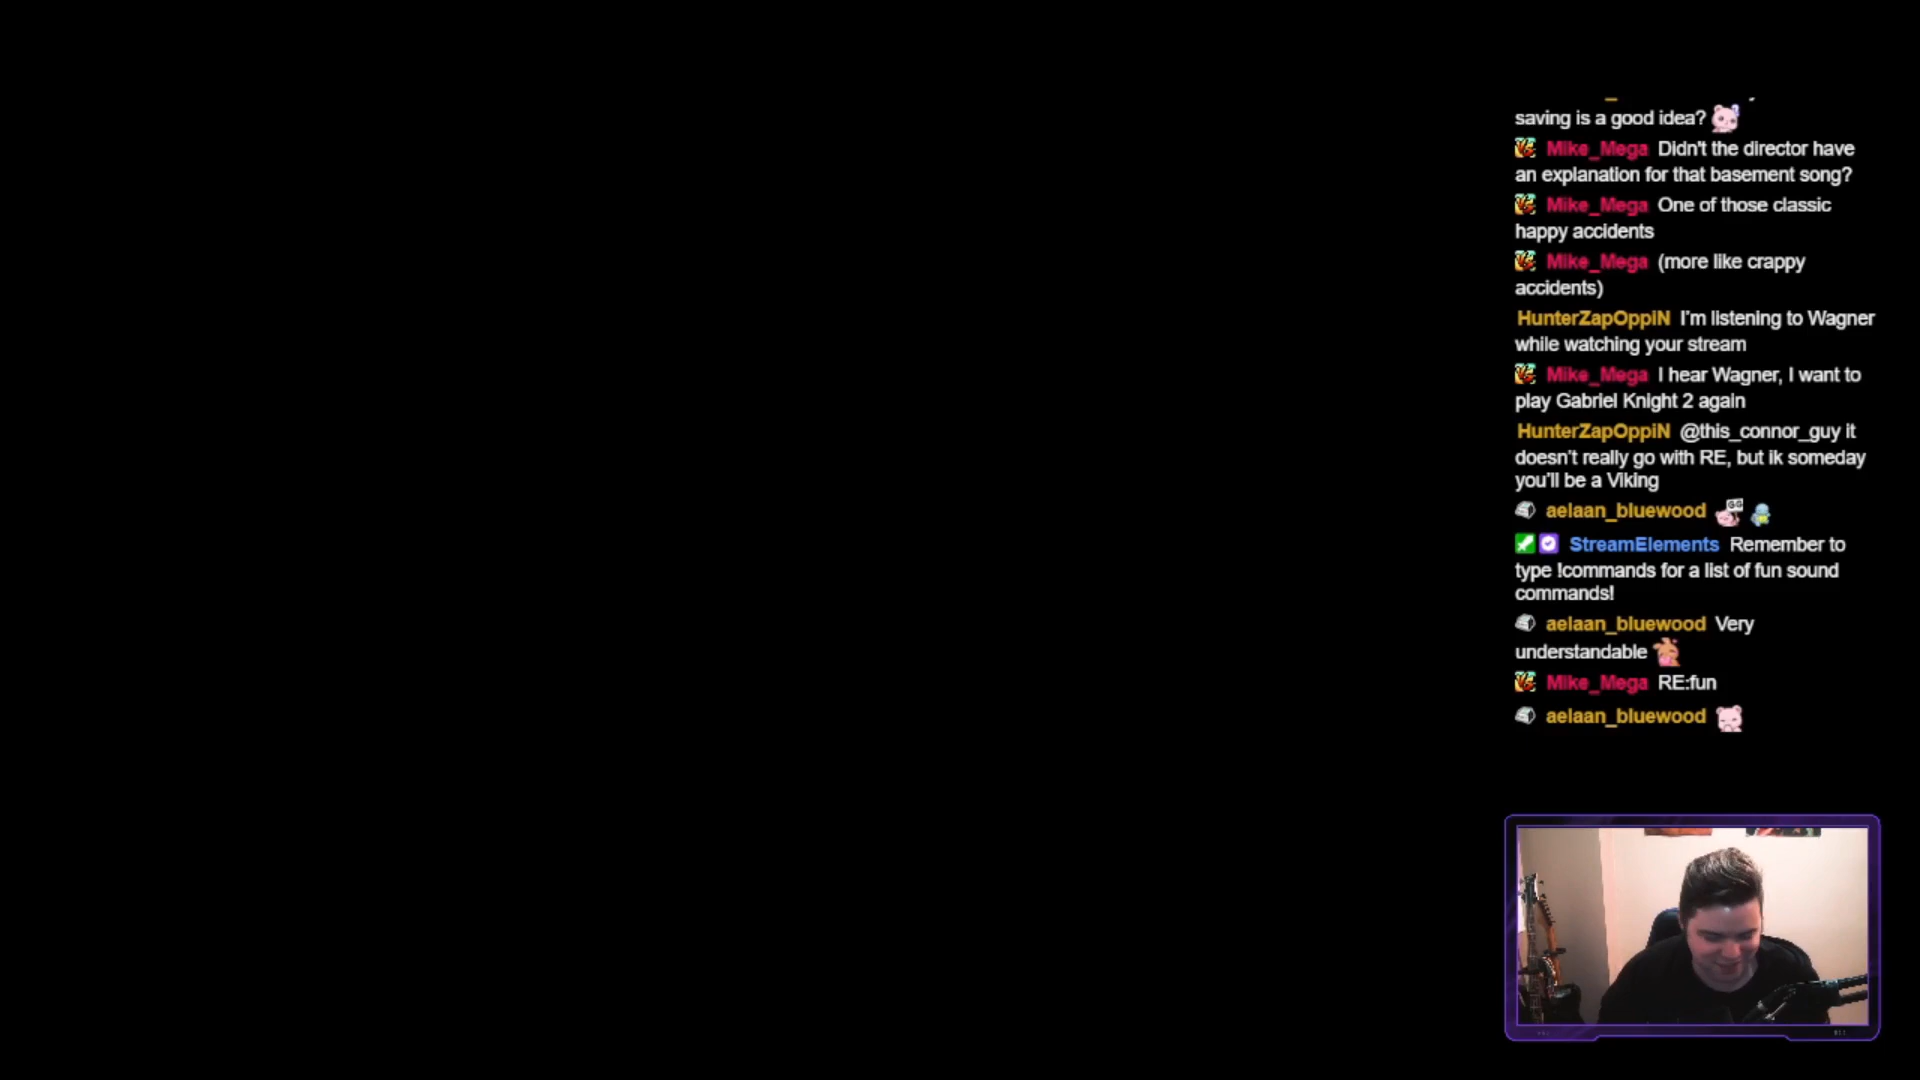 saving is a good idea?
Mike_Mega Didn't the director have
an explanation for that basement song?
Mike_Mega One of those classic
happy accidents
Mike_Mega (more like crappy
accidents)
HunterZapOppiN I'm listening to Wagner
while watching your stream
Mike_Mega I hear Wagner, I want to
play Gabriel Knight 2 again
HunterZapOppiN @this_connor_guy it
doesn't really go with RE, but ik someday
you'll be a Viking
aelaan_bluewood GG
StreamElements Remember to
type !commands for a list of fun sound
commands!
aelaan_bluewood Very
understandable
Mike_Mega RE:fun
aelaan_bluewood